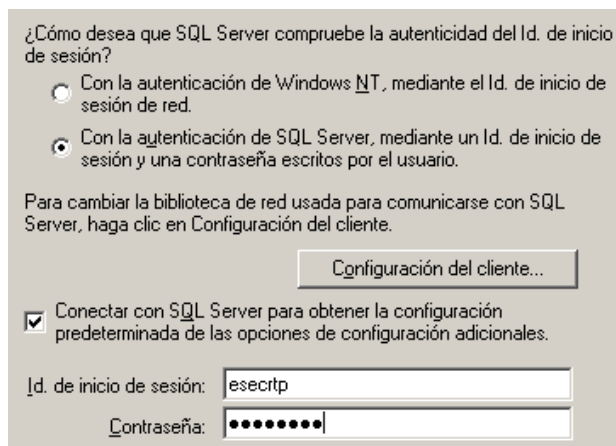 ¿Cómo desea que SQL Server compruebe la autenticidad del Id. de inicio
de sesión?
Con la autenticación de Windows NT, mediante el Id. de inicio de
sesión de red.
Con la autenticación de SQL Server, mediante un Id. de inicio de
sesión y una contraseña escritos por el usuario.
Para cambiar la biblioteca de red usada para comunicarse con SQL
Server, haga clic en Configuración del cliente.
Configuración del cliente...
Conectar con SQL Server para obtener la configuración
predeterminada de las opciones de configuración adicionales.
Id. de inicio de sesión: esecrtp
Contraseña: ●●●●●●●●